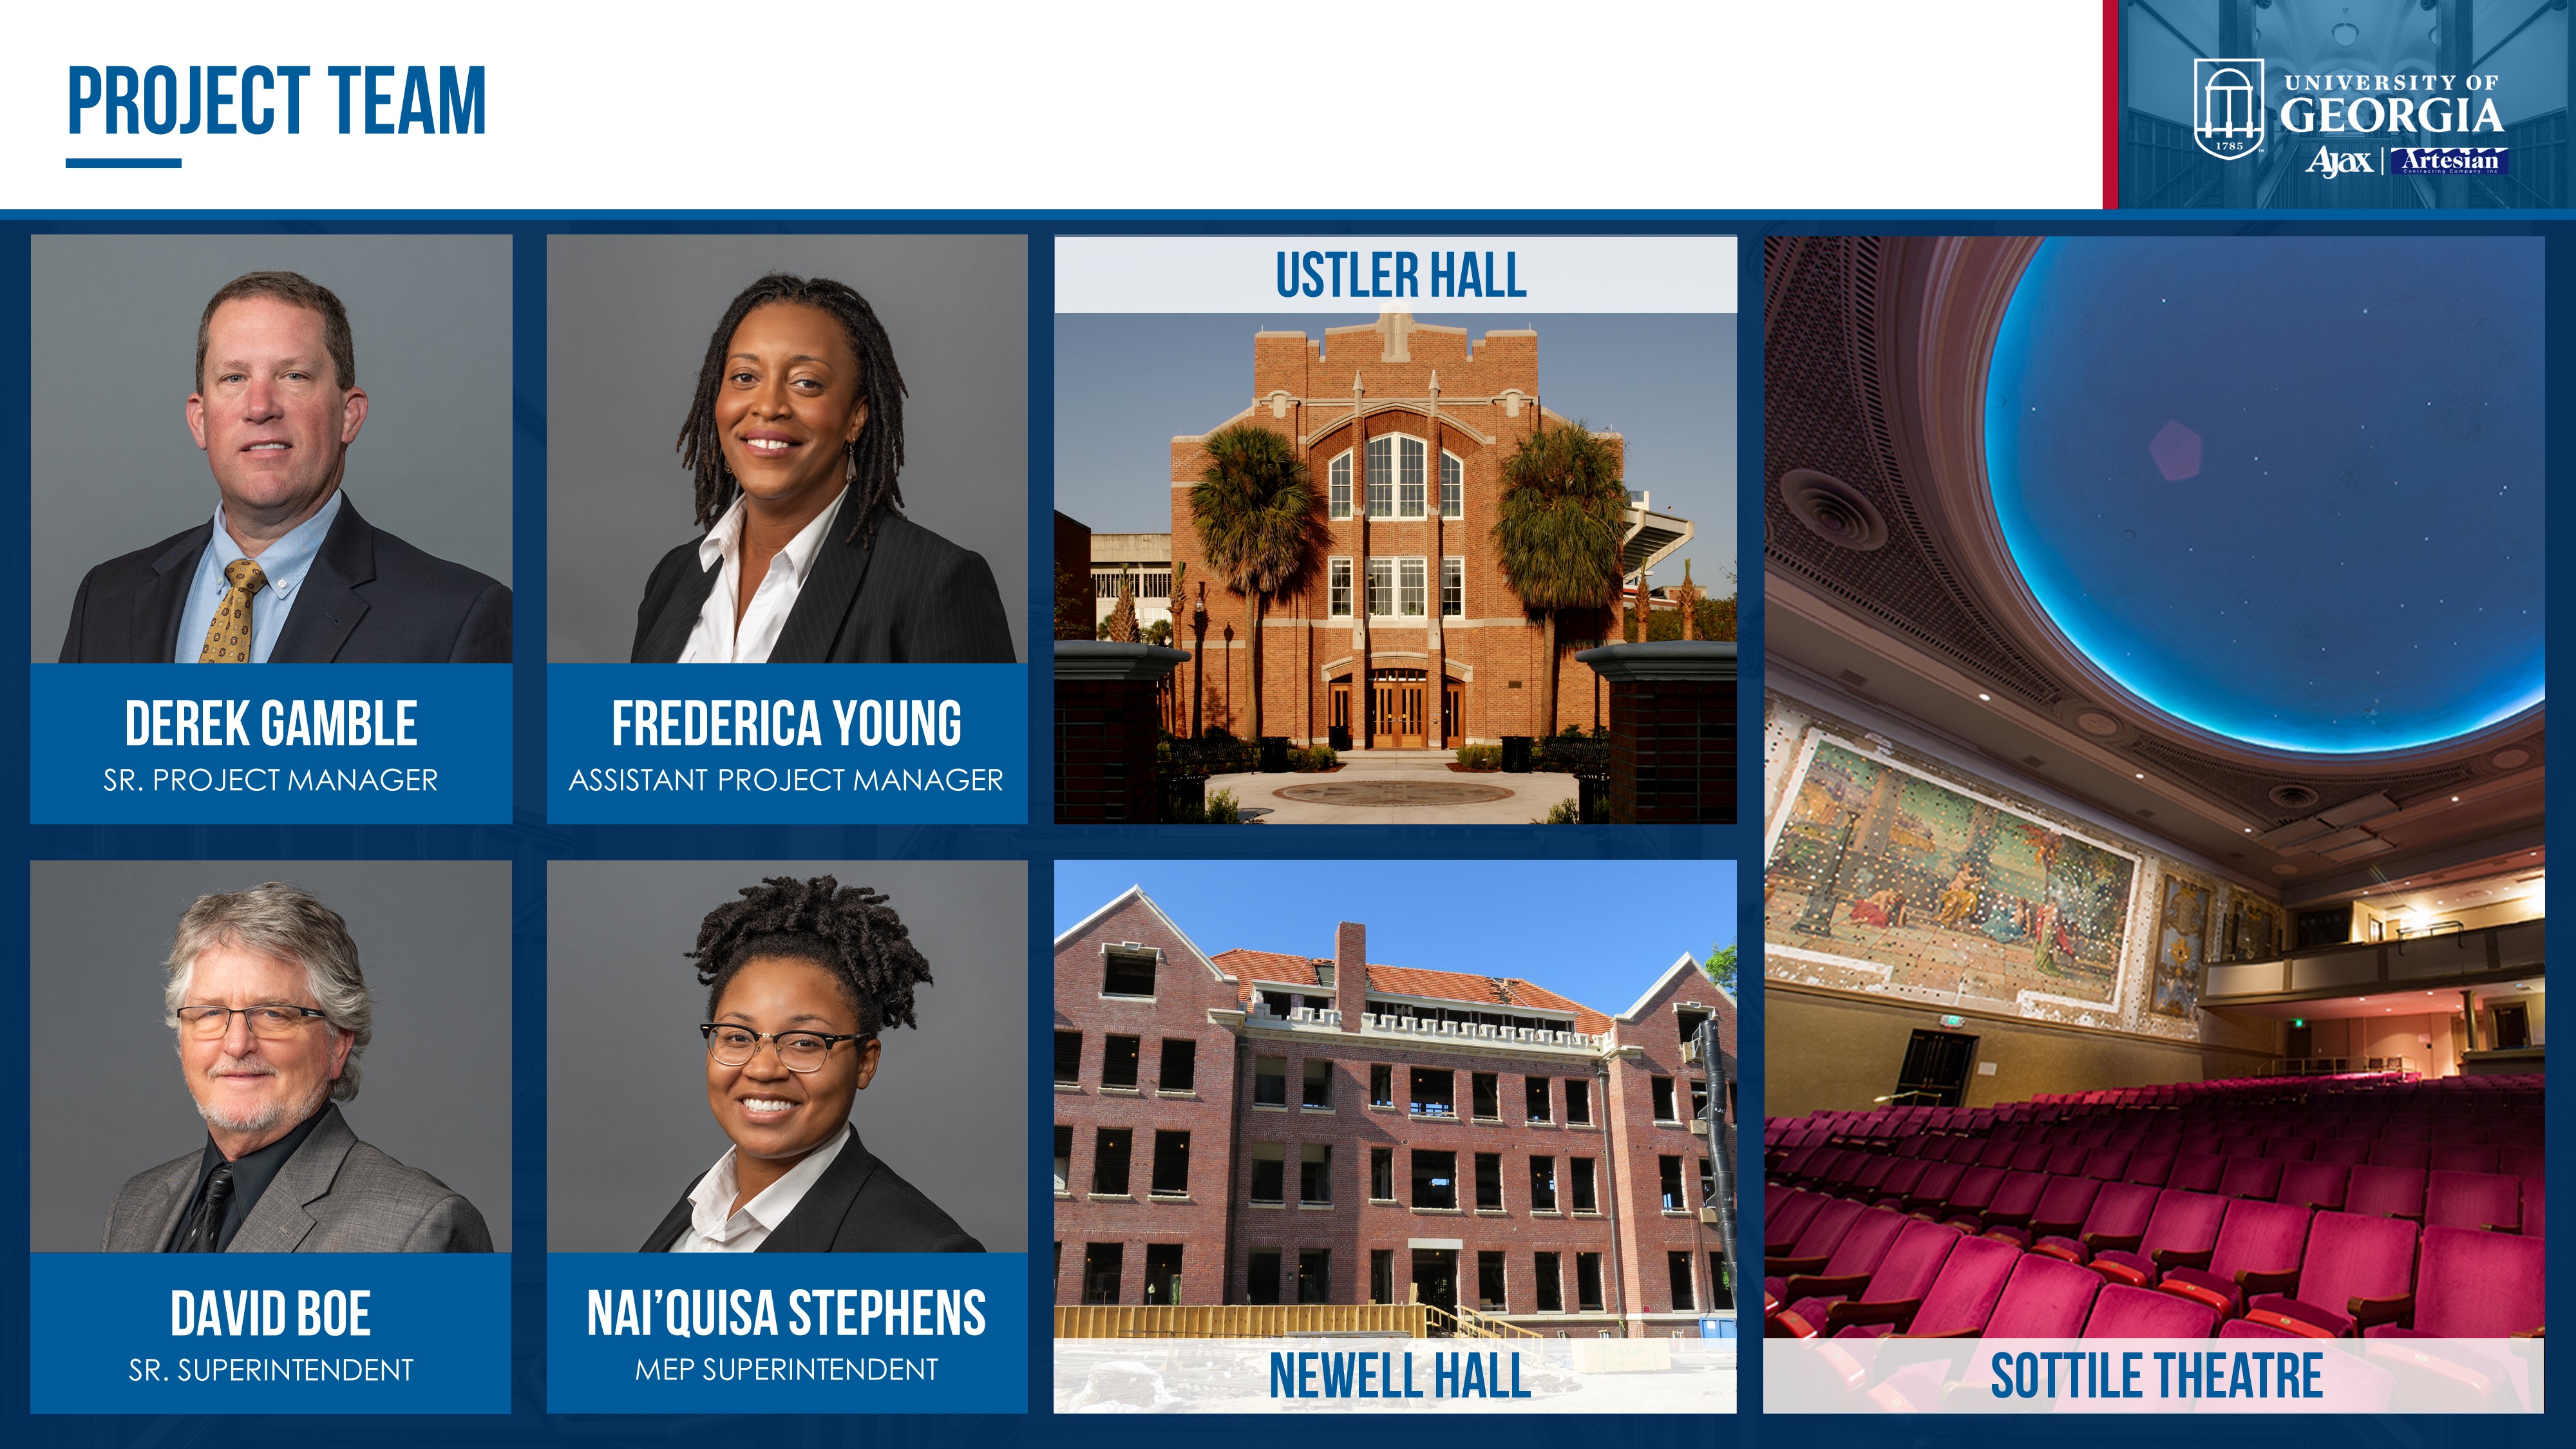 PROJECT TEAM
UNIVERSITY OF
GEORGIA
1785
Ajax | Artesian
Contracting Company, Inc
USTLER HALL
DEREK GAMBLE
SR. PROJECT MANAGER
FREDERICA YOUNG
ASSISTANT PROJECT MANAGER
DAVID BOE
SR. SUPERINTENDENT
NAI’QUISA STEPHENS
MEP SUPERINTENDENT
NEWELL HALL
SOTTILE THEATRE